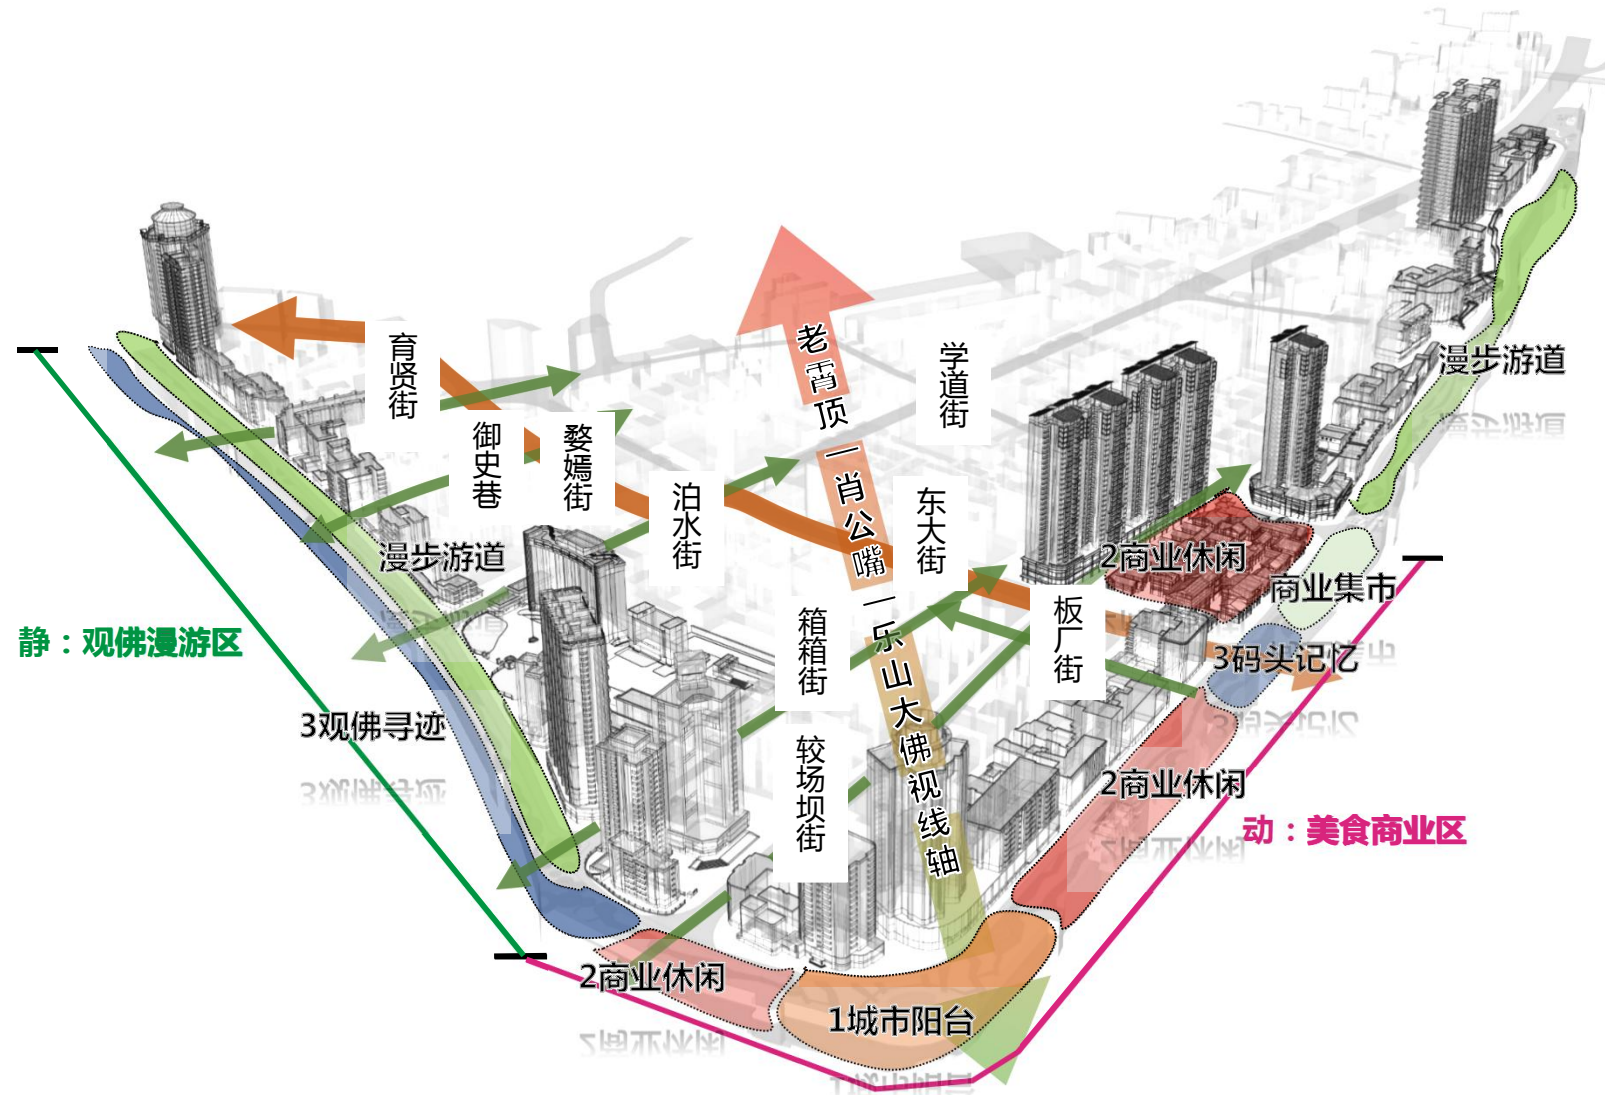 育贤街
御史巷
婺嫣街
泊水街
学道街
东大街
板厂街
箱箱街
较场坝街
老霄顶—肖公嘴—乐山大佛视线轴
漫步游道
漫步游道
2商业休闲
商业集市
3码头记忆
静：观佛漫游区
3观佛寻迹
2商业休闲
动：美食商业区
2商业休闲
1城市阳台